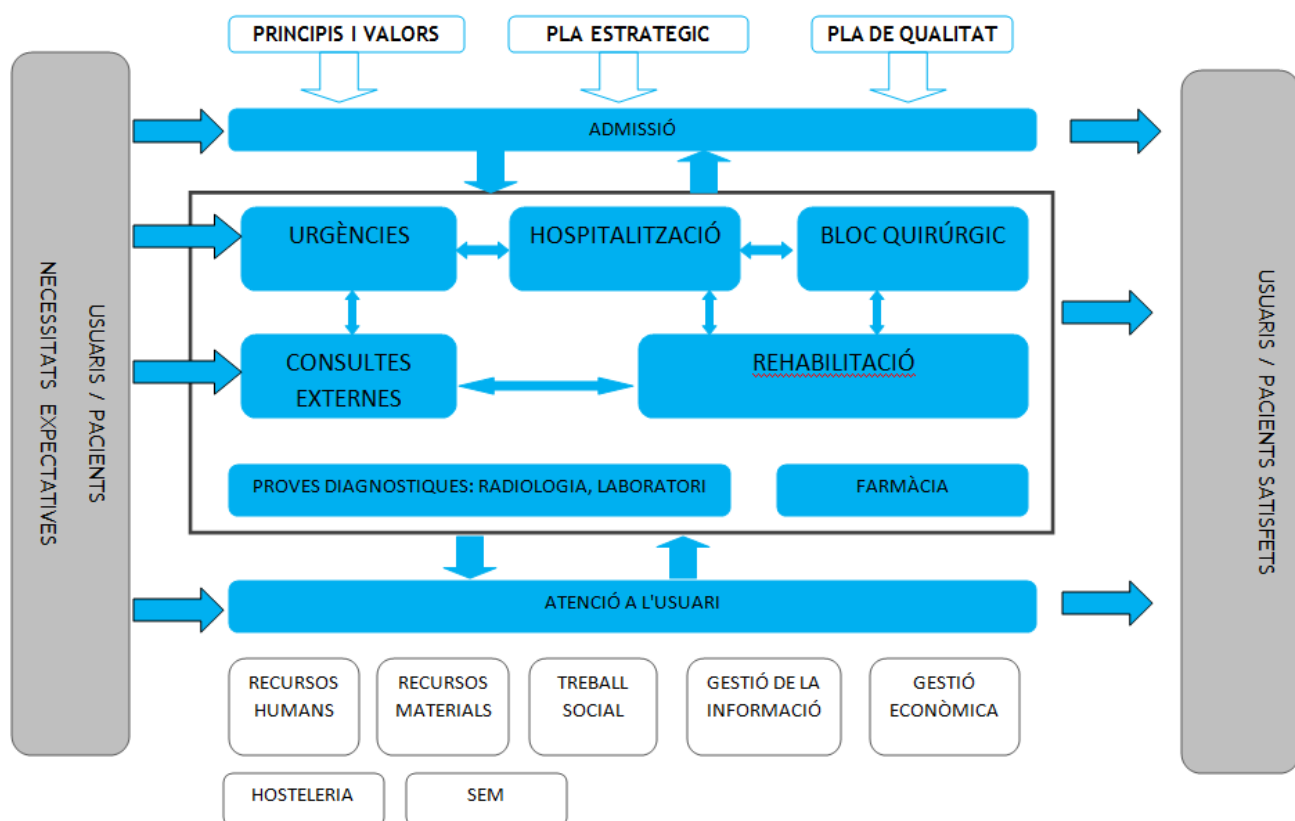 PRINCIPIS I VALORS
PLA ESTRATEGIC
PLA DE QUALITAT
ADMISSIÓ
USUARIS / PACIENTS
NECESSITATS EXPECTATIVES
URGÈNCIES
HOSPITALITZACIÓ
BLOC QUIRÚRGIC
CONSULTES
EXTERNES
REHABILITACIÓ
PROVES DIAGNOSTIQUES: RADIOLOGIA, LABORATORI
FARMÀCIA
ATENCIÓ A L'USUARI
USUARIS / PACIENTS SATISFETS
RECURSOS
HUMANS
RECURSOS
MATERIALS
TREBALL
SOCIAL
GESTIÓ DE LA
INFORMACIÓ
GESTIÓ
ECONÒMICA
HOSTELERIA
SEM